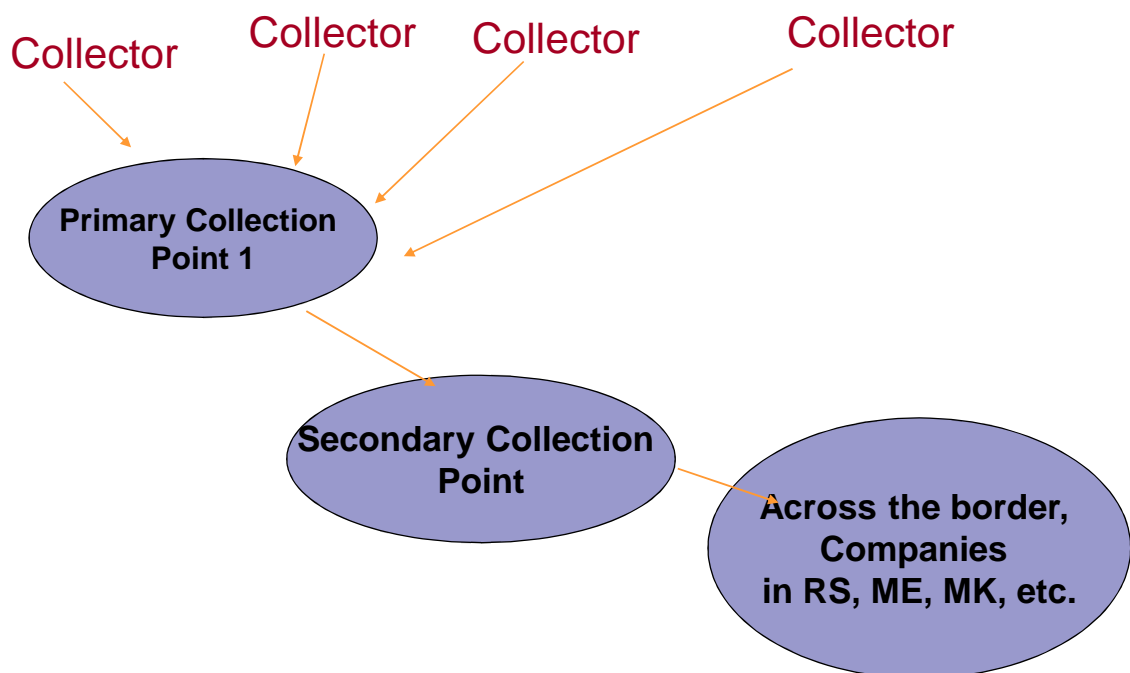 Collector
Collector
Collector
Collector
Primary Collection
Point 1
Secondary Collection
Point
Across the border,
Companies
in RS, ME, MK, etc.